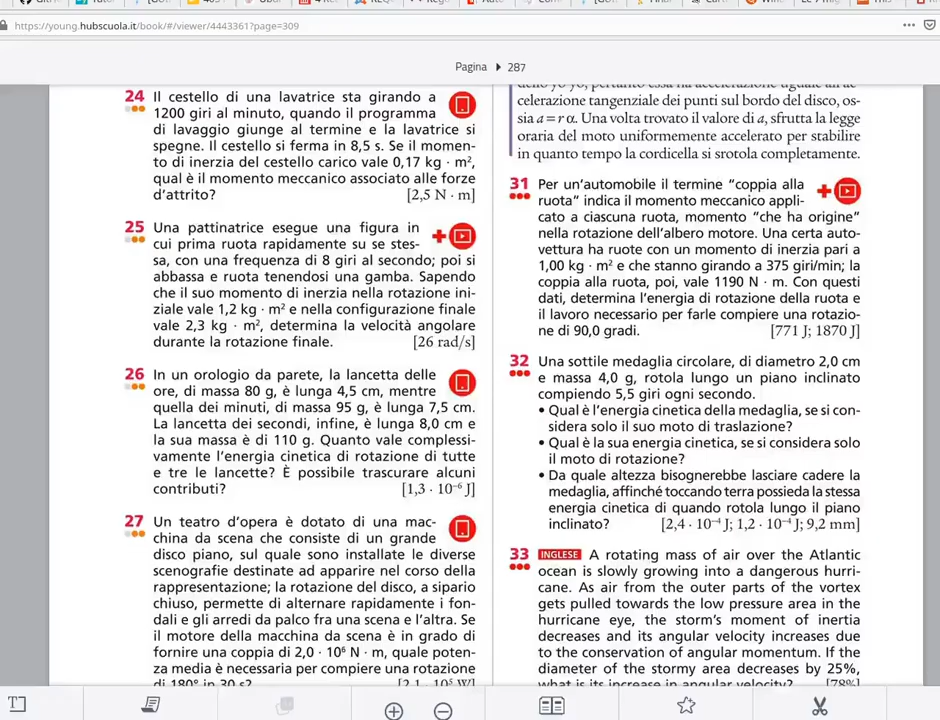 https://young.hubscuola.it/book/#/viewer/4443361?page=309
Pagina 287
24 Il cestello di una lavatrice sta girando a
1200 giri al minuto, quando il programma
di lavaggio giunge al termine e la lavatrice si
spegne. Il cestello si ferma in 8,5 s. Se il momen-
to di inerzia del cestello carico vale 0,17 kg · m²,
qual è il momento meccanico associato alle forze
d'attrito? [2,5 N · m]
25 Una pattinatrice esegue una figura in
cui prima ruota rapidamente su se stes-
sa, con una frequenza di 8 giri al secondo; poi si
abbassa e ruota tenendosi una gamba. Sapendo
che il suo momento di inerzia nella rotazione ini-
ziale vale 1,2 kg · m² e nella configurazione finale
vale 2,3 kg · m², determina la velocità angolare
durante la rotazione finale. [26 rad/s]
26 In un orologio da parete, la lancetta delle
ore, di massa 80 g, è lunga 4,5 cm, mentre
quella dei minuti, di massa 95 g, è lunga 7,5 cm.
La lancetta dei secondi, infine, è lunga 8,0 cm e
la sua massa è di 110 g. Quanto vale complessi-
vamente l'energia cinetica di rotazione di tutte
e tre le lancette? È possibile trascurare alcuni
contributi? [1,3 · 10⁻⁶ J]
27 Un teatro d'opera è dotato di una mac-
china da scena che consiste di un grande
disco piano, sul quale sono installate le diverse
scenografie destinate ad apparire nel corso della
rappresentazione; la rotazione del disco, a sipario
chiuso, permette di alternare rapidamente i fon-
dali e gli arredi da palco fra una scena e l'altra. Se
il motore della macchina da scena è in grado di
fornire una coppia di 2,0 · 10⁶ N · m, quale poten-
za media è necessaria per compiere una rotazione
di 180° in 30 s? [2,1 · 10⁵ W]
dello yo-yo, pertanto essa ha accelerazione uguale all'ac-
celerazione tangenziale dei punti sul bordo del disco, os-
sia a = r α. Una volta trovato il valore di a, sfrutta la legge
oraria del moto uniformemente accelerato per stabilire
in quanto tempo la cordicella si srotola completamente.
31 Per un'automobile il termine "coppia alla
ruota" indica il momento meccanico appli-
cato a ciascuna ruota, momento "che ha origine"
nella rotazione dell'albero motore. Una certa auto-
vettura ha ruote con un momento di inerzia pari a
1,00 kg · m² e che stanno girando a 375 giri/min; la
coppia alla ruota, poi, vale 1190 N · m. Con questi
dati, determina l'energia di rotazione della ruota e
il lavoro necessario per farle compiere una rotazio-
ne di 90,0 gradi. [771 J; 1870 J]
32 Una sottile medaglia circolare, di diametro 2,0 cm
e massa 4,0 g, rotola lungo un piano inclinato
compiendo 5,5 giri ogni secondo.
• Qual è l'energia cinetica della medaglia, se si con-
sidera solo il suo moto di traslazione?
• Qual è la sua energia cinetica, se si considera solo
il moto di rotazione?
• Da quale altezza bisognerebbe lasciare cadere la
medaglia, affinché toccando terra possieda la stessa
energia cinetica di quando rotola lungo il piano
inclinato? [2,4 · 10⁻⁴ J; 1,2 · 10⁻⁴ J; 9,2 mm]
33 INGLESE A rotating mass of air over the Atlantic
ocean is slowly growing into a dangerous hurri-
cane. As air from the outer parts of the vortex
gets pulled towards the low pressure area in the
hurricane eye, the storm's moment of inertia
decreases and its angular velocity increases due
to the conservation of angular momentum. If the
diameter of the stormy area decreases by 25%,
what is its increase in angular velocity? [78%]